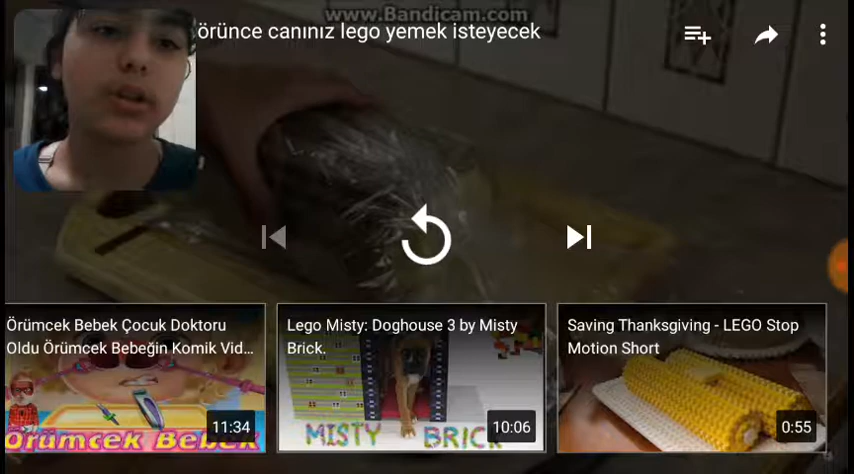 www.Bandicam.com
örünce canınız lego yemek isteyecek
Örümcek Bebek Çocuk Doktoru
Oldu Örümcek Bebeğin Komik Vid...
11:34
Örümcek Bebek
Lego Misty: Doghouse 3 by Misty
Brick.
10:06
MISTY BRICK
Saving Thanksgiving - LEGO Stop
Motion Short
0:55